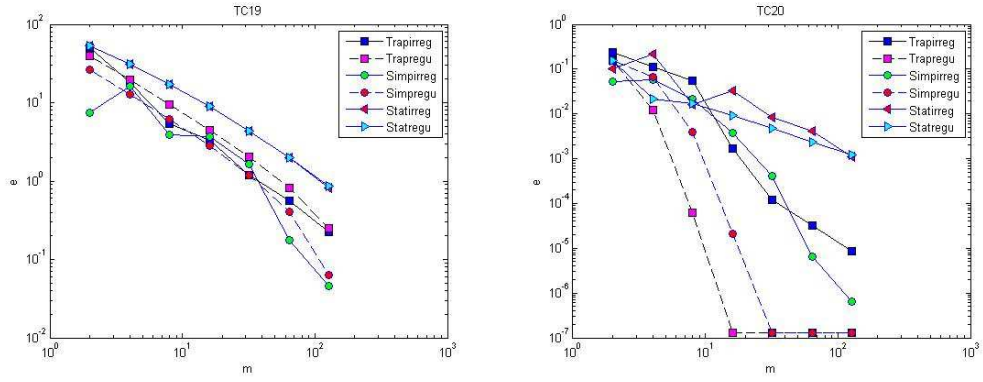 TC19
10^2
10^1
10^0
10^-1
10^-2
e
10^0
10^1
10^2
10^3
m
Trapirreg
Trapregu
Simpirreg
Simpregu
Statirreg
Statregu
TC20
10^0
10^-1
10^-2
10^-3
10^-4
10^-5
10^-6
10^-7
e
10^0
10^1
10^2
10^3
m
Trapirreg
Trapregu
Simpirreg
Simpregu
Statirreg
Statregu